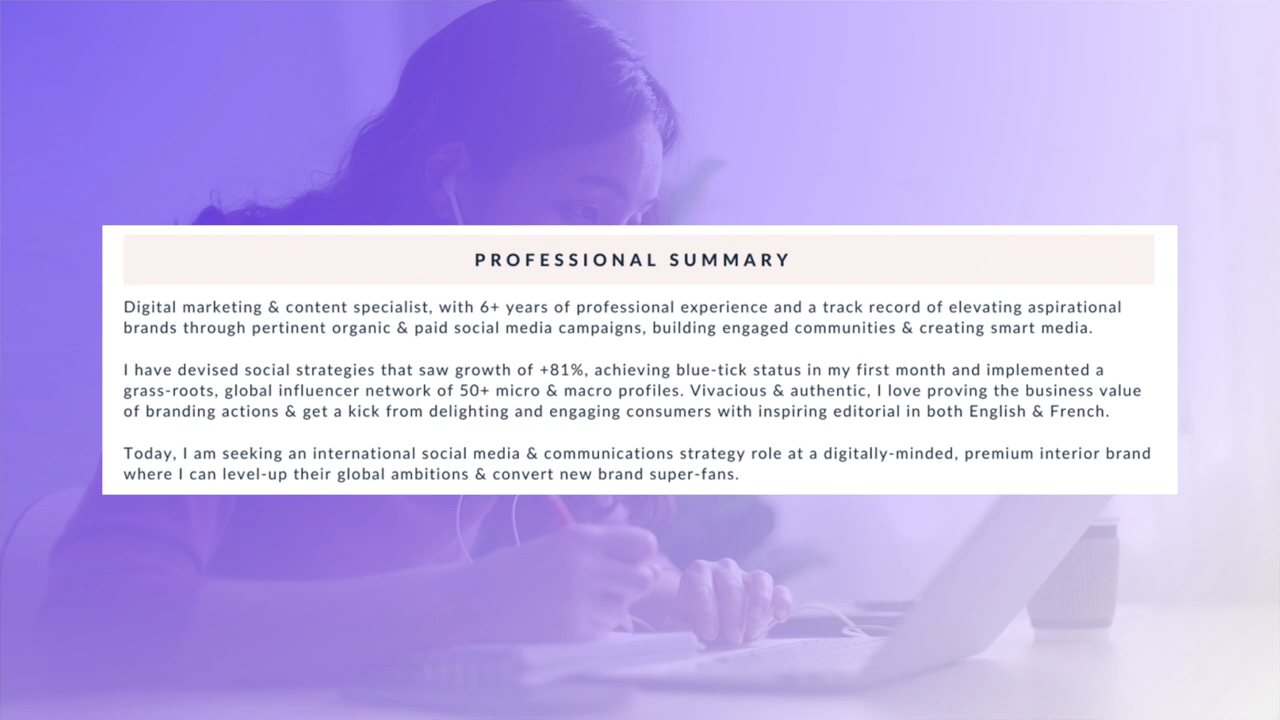 PROFESSIONAL SUMMARY
Digital marketing & content specialist, with 6+ years of professional experience and a track record of elevating aspirational
brands through pertinent organic & paid social media campaigns, building engaged communities & creating smart media.
I have devised social strategies that saw growth of +81%, achieving blue-tick status in my first month and implemented a
grass-roots, global influencer network of 50+ micro & macro profiles. Vivacious & authentic, I love proving the business value
of branding actions & get a kick from delighting and engaging consumers with inspiring editorial in both English & French.
Today, I am seeking an international social media & communications strategy role at a digitally-minded, premium interior brand
where I can level-up their global ambitions & convert new brand super-fans.